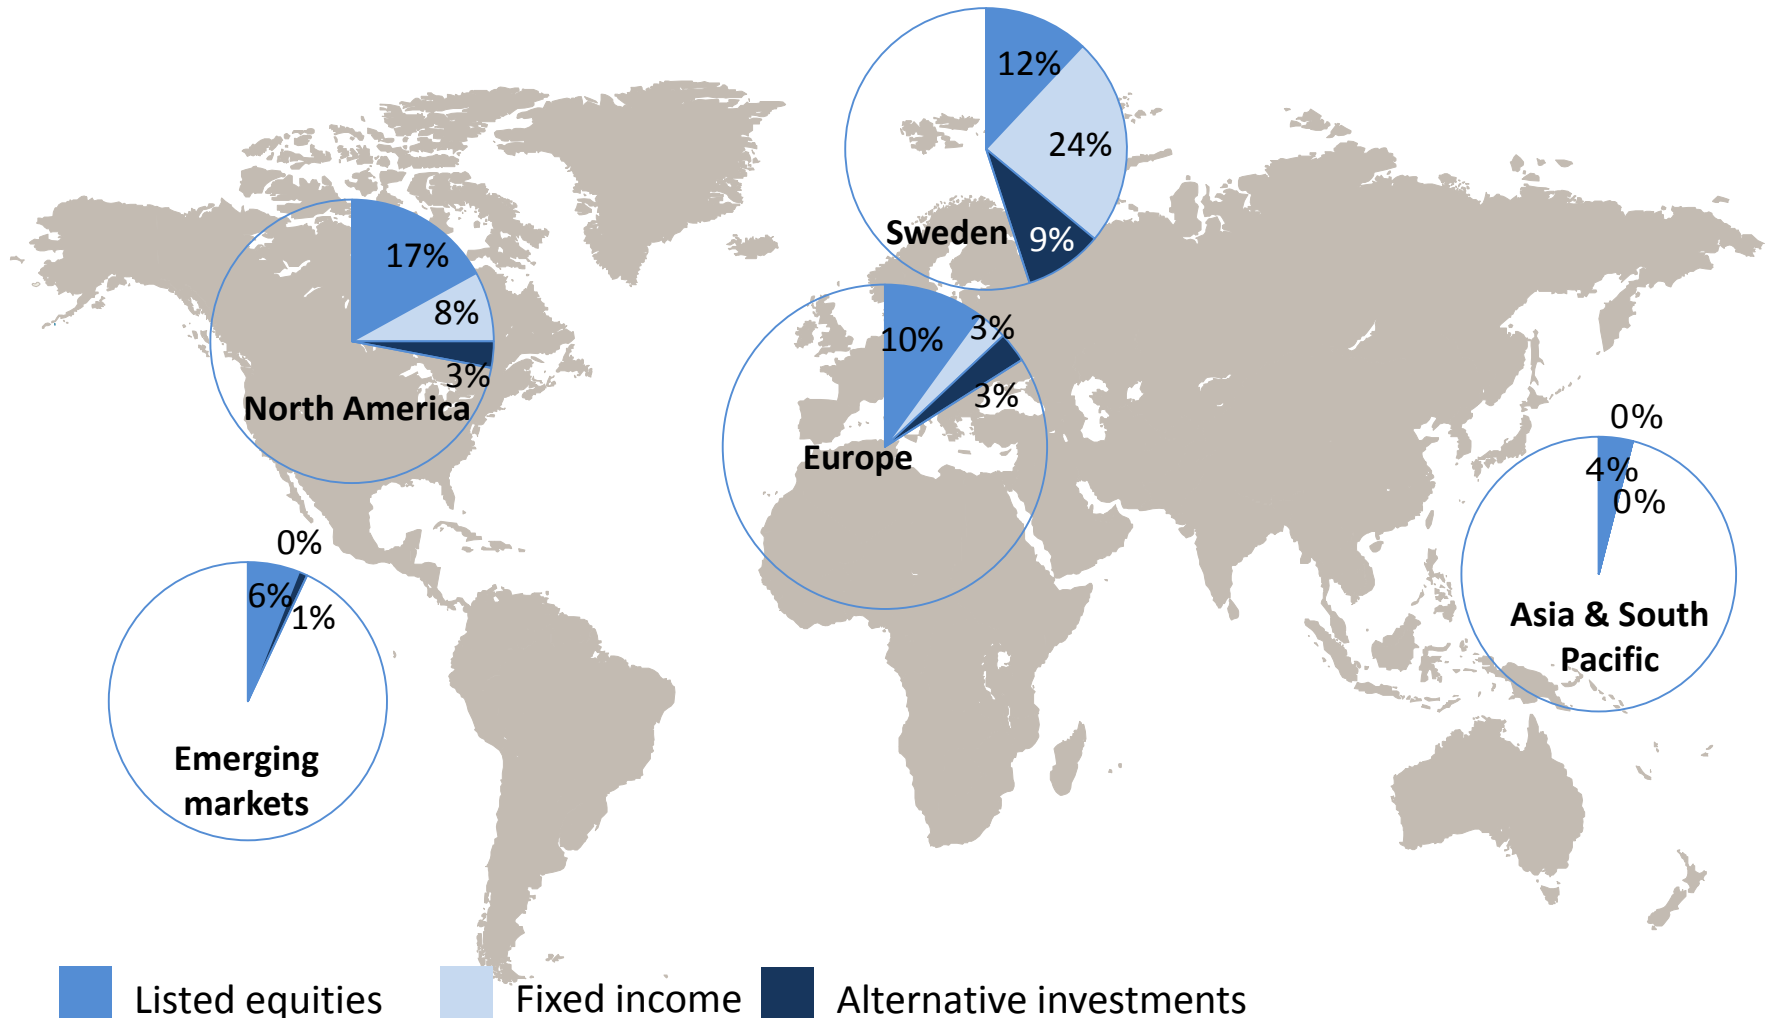 12%
24%
9%
Sweden
17%
8%
3%
North America
10%
3%
3%
Europe
0%
4%
0%
Asia & South
Pacific
0%
6%
1%
Emerging
markets
Listed equities
Fixed income
Alternative investments